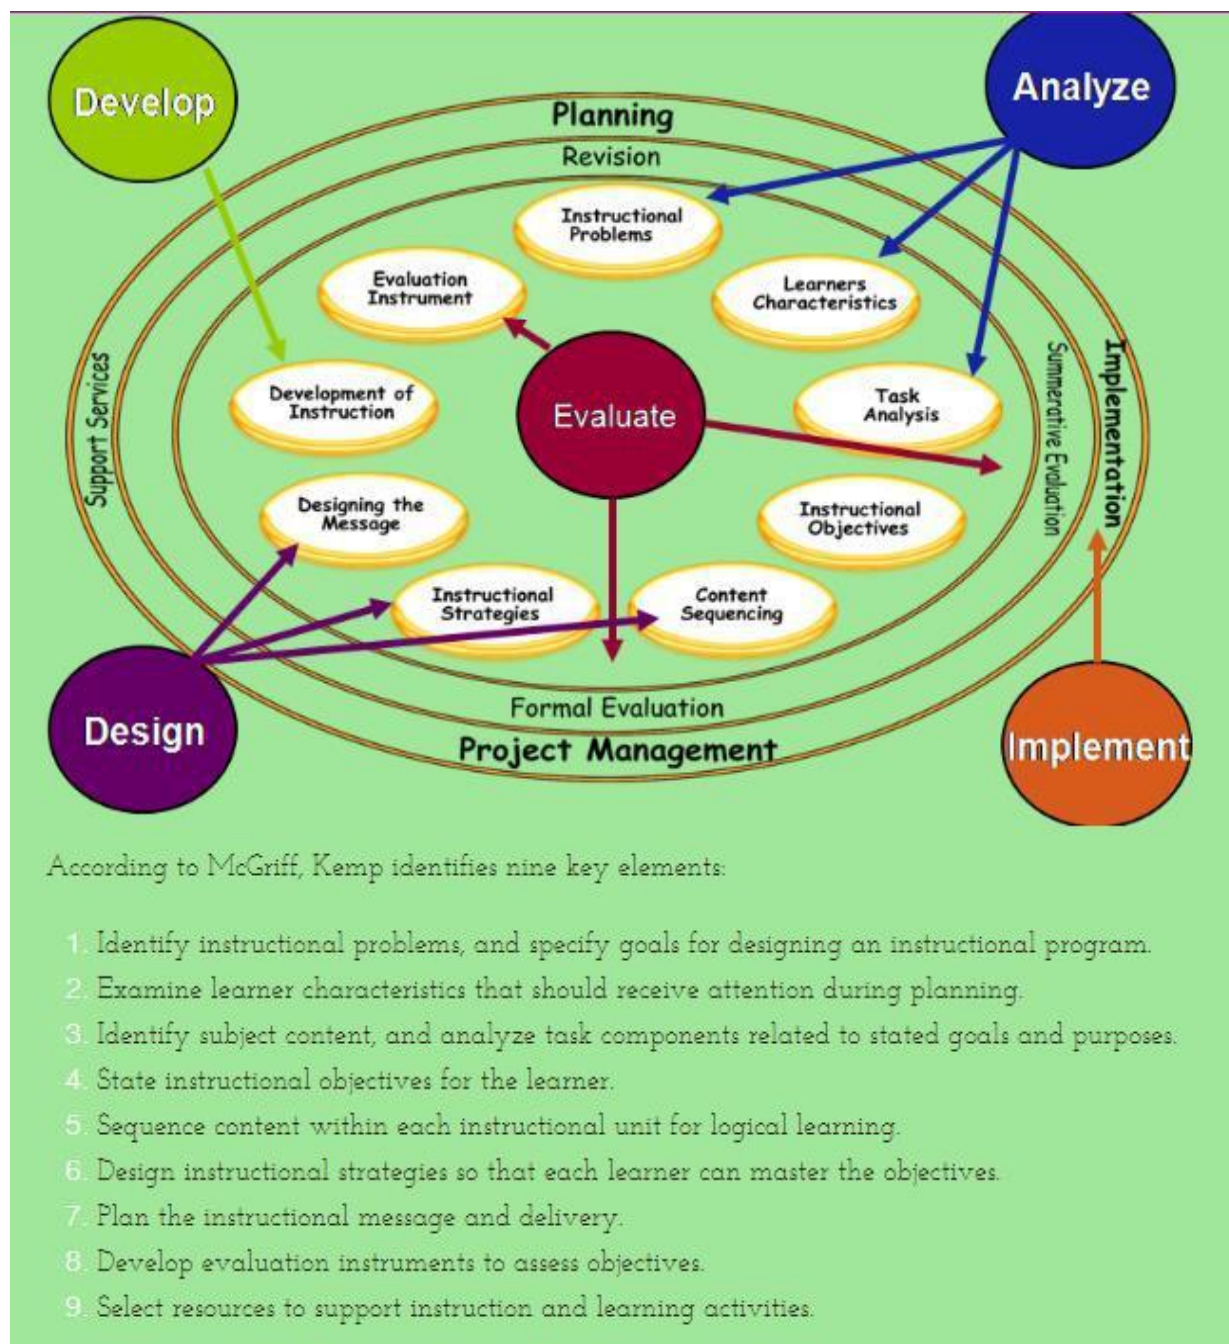 Develop
Analyze
Planning
Revision
Instructional
Problems
Evaluation
Instrument
Learners
Characteristics
Support Services
Development of
Instruction
Evaluate
Task
Analysis
Summerative Evaluation
Implementation
Designing the
Message
Instructional
Objectives
Instructional
Strategies
Content
Sequencing
Formal Evaluation
Project Management
Design
Implement
According to McGriff, Kemp identifies nine key elements:
1. Identify instructional problems, and specify goals for designing an instructional program.
2. Examine learner characteristics that should receive attention during planning.
3. Identify subject content, and analyze task components related to stated goals and purposes.
4. State instructional objectives for the learner.
5. Sequence content within each instructional unit for logical learning.
6. Design instructional strategies so that each learner can master the objectives.
7. Plan the instructional message and delivery.
8. Develop evaluation instruments to assess objectives.
9. Select resources to support instruction and learning activities.